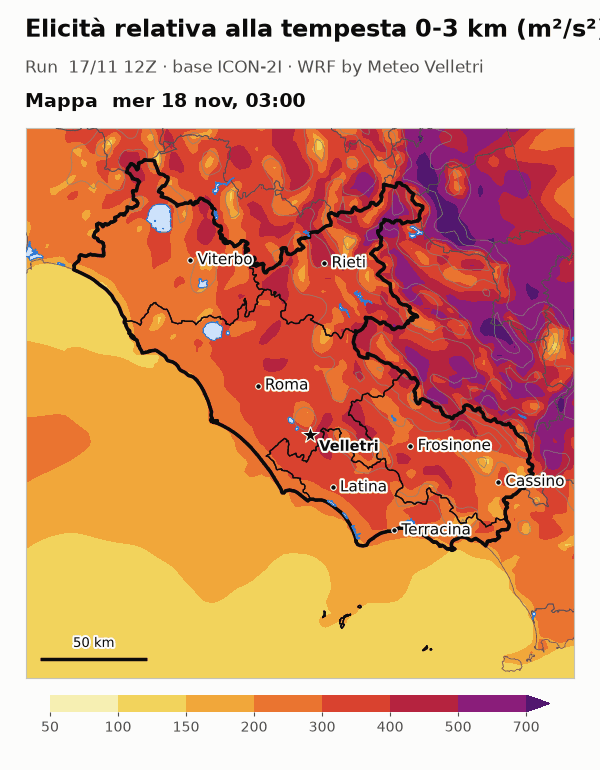 Elicità relativa alla tempesta 0-3 km (m²/s²)
Run 17/11 12Z · base ICON-2I · WRF by Meteo Velletri
Mappa mer 18 nov, 03:00
Viterbo
Rieti
Roma
Velletri
Frosinone
Latina
Cassino
Terracina
50 km
50 100 150 200 300 400 500 700